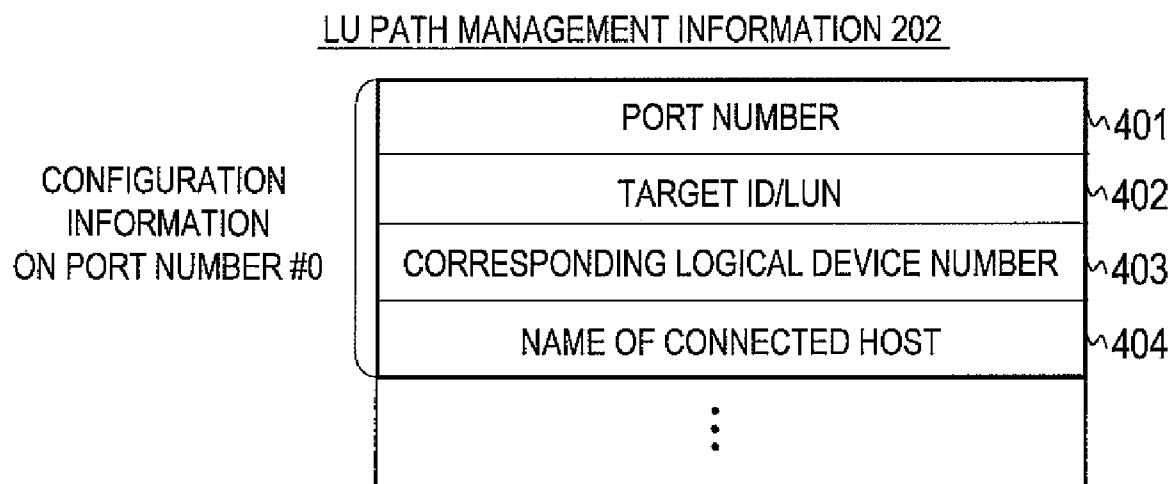 LU PATH MANAGEMENT INFORMATION 202
CONFIGURATION
INFORMATION
ON PORT NUMBER #0
PORT NUMBER
401
TARGET ID/LUN
402
CORRESPONDING LOGICAL DEVICE NUMBER
403
NAME OF CONNECTED HOST
404